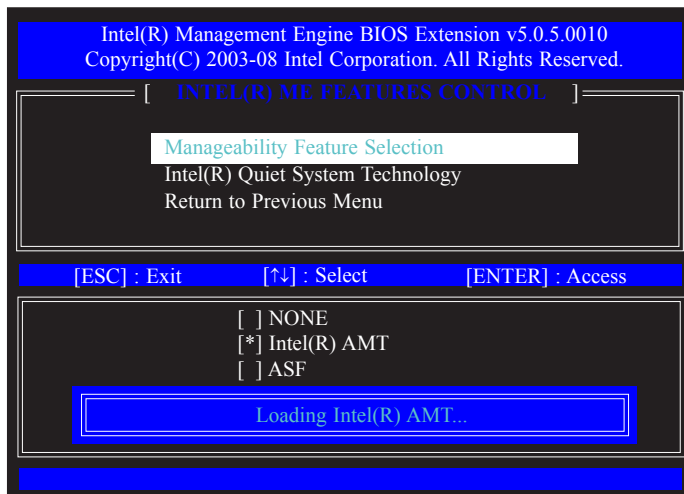 Intel(R) Management Engine BIOS Extension v5.0.5.0010
Copyright(C) 2003-08 Intel Corporation. All Rights Reserved.
[ INTEL(R) ME FEATURES CONTROL ]
Manageability Feature Selection
Intel(R) Quiet System Technology
Return to Previous Menu
[ESC] : Exit [↑↓] : Select [ENTER] : Access
[ ] NONE
[*] Intel(R) AMT
[ ] ASF
Loading Intel(R) AMT...